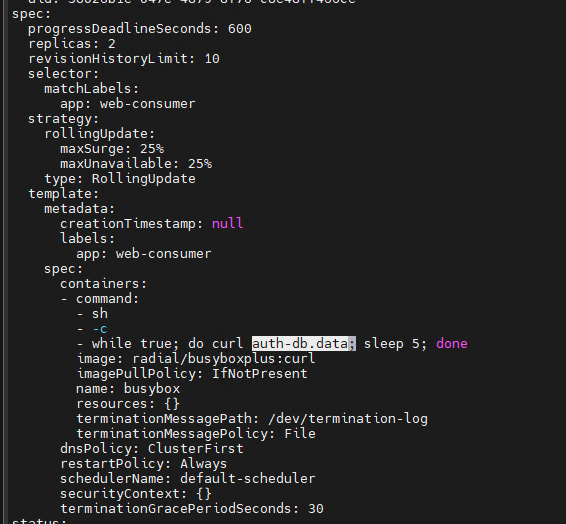 spec:
  progressDeadlineSeconds: 600
  replicas: 2
  revisionHistoryLimit: 10
  selector:
    matchLabels:
      app: web-consumer
  strategy:
    rollingUpdate:
      maxSurge: 25%
      maxUnavailable: 25%
    type: RollingUpdate
  template:
    metadata:
      creationTimestamp: null
      labels:
        app: web-consumer
    spec:
      containers:
      - command:
        - sh
        - -c
        - while true; do curl auth-db.data; sleep 5; done
        image: radial/busyboxplus:curl
        imagePullPolicy: IfNotPresent
        name: busybox
        resources: {}
        terminationMessagePath: /dev/termination-log
        terminationMessagePolicy: File
      dnsPolicy: ClusterFirst
      restartPolicy: Always
      schedulerName: default-scheduler
      securityContext: {}
      terminationGracePeriodSeconds: 30
status: